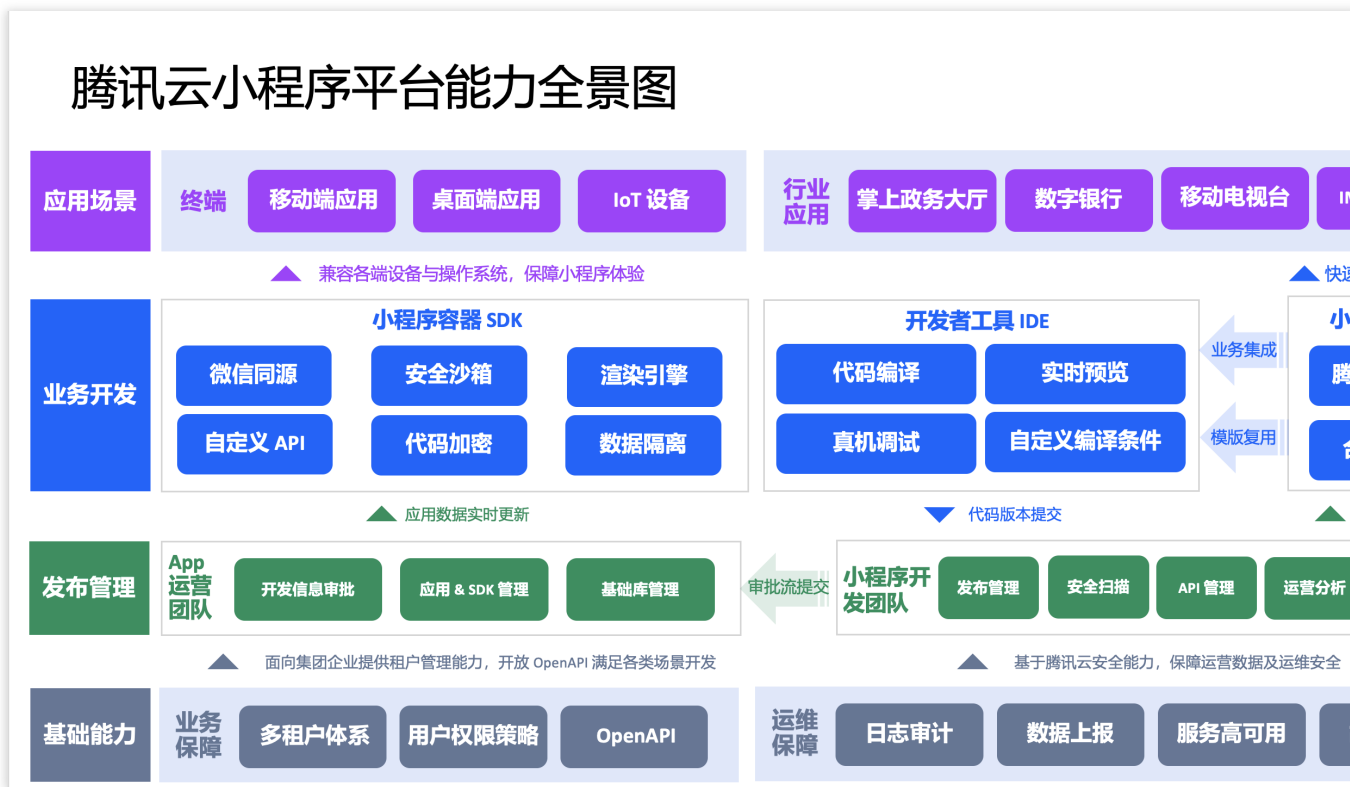 腾讯云小程序平台能力全景图
应用场景
终端
移动端应用
桌面端应用
IoT 设备
行业
应用
掌上政务大厅
数字银行
移动电视台
兼容各端设备与操作系统，保障小程序体验
业务开发
小程序容器 SDK
微信同源
安全沙箱
渲染引擎
自定义 API
代码加密
数据隔离
开发者工具 IDE
代码编译
实时预览
真机调试
自定义编译条件
业务集成
模版复用
小
应用数据实时更新
代码版本提交
发布管理
App
运营
团队
开发信息审批
应用 & SDK 管理
基础库管理
审批流提交
小程序开
发团队
发布管理
安全扫描
API 管理
运营分析
面向集团企业提供租户管理能力，开放 OpenAPI 满足各类场景开发
基于腾讯云安全能力，保障运营数据及运维安全
基础能力
业务
保障
多租户体系
用户权限策略
OpenAPI
运维
保障
日志审计
数据上报
服务高可用